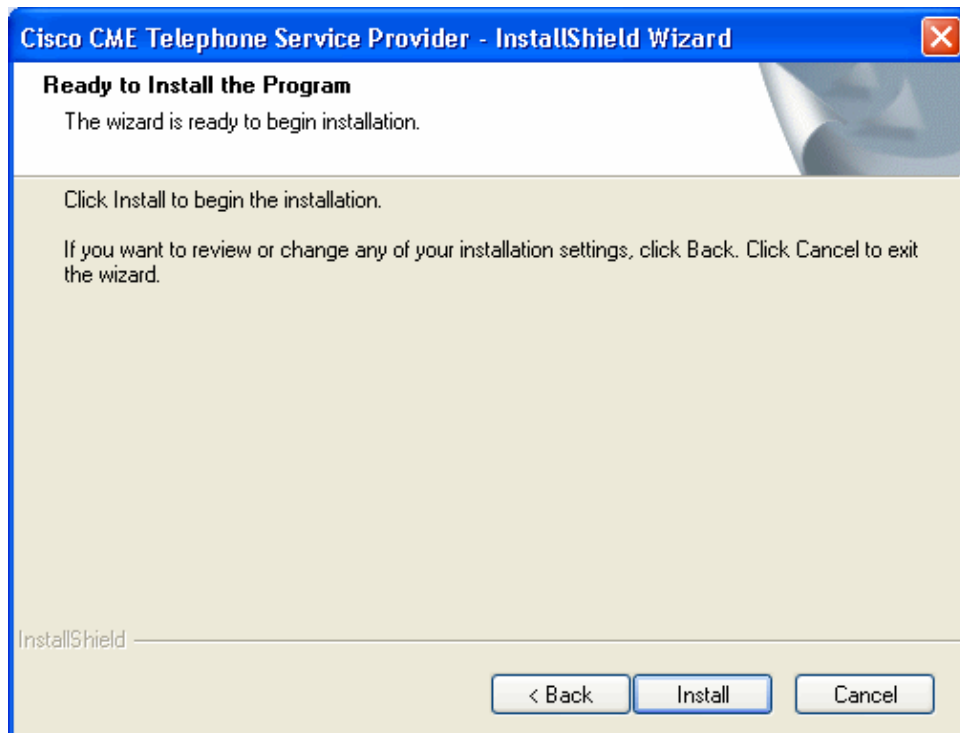 Cisco CME Telephone Service Provider - InstallShield Wizard
Ready to Install the Program
The wizard is ready to begin installation.
Click Install to begin the installation.
If you want to review or change any of your installation settings, click Back. Click Cancel to exit
the wizard.
InstallShield
< Back
Install
Cancel